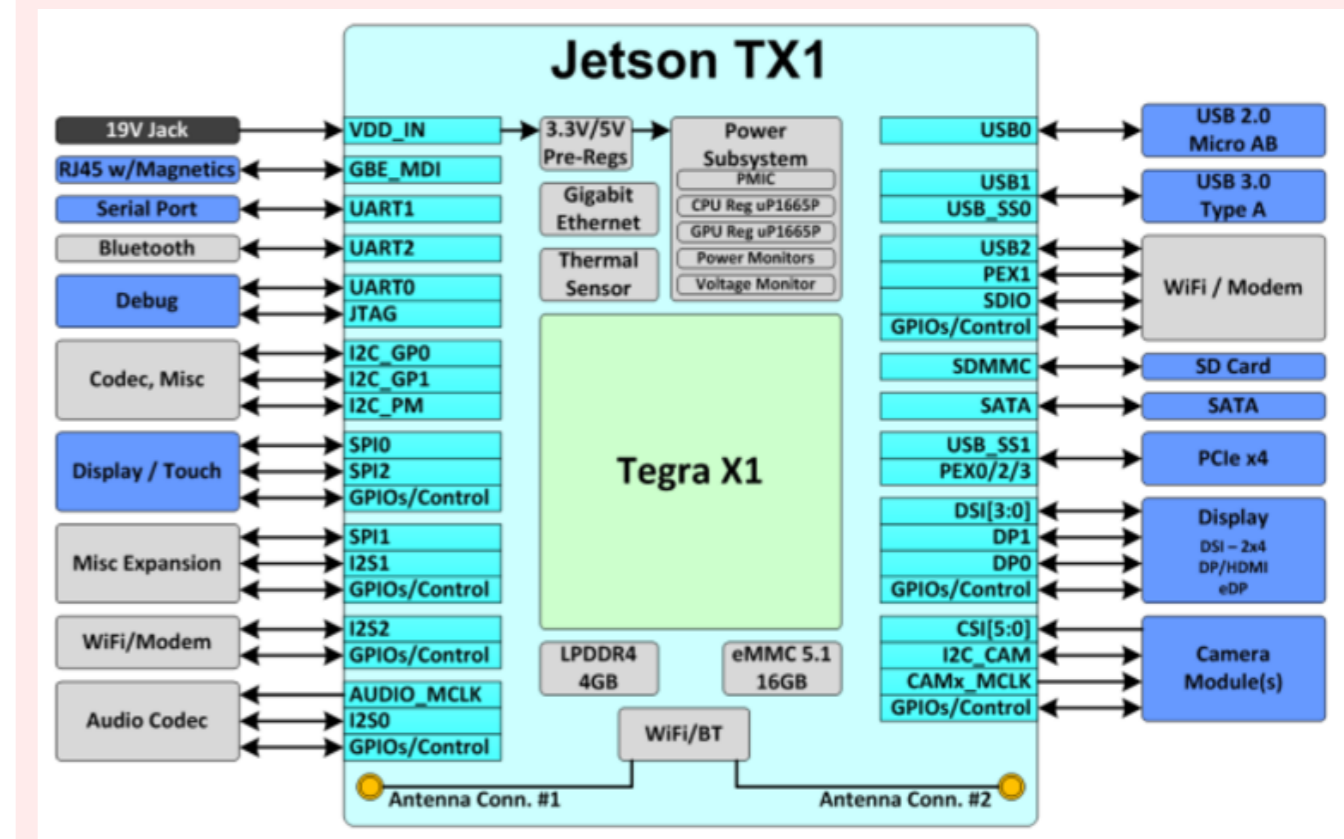 Jetson TX1
19V Jack
RJ45 w/Magnetics
Serial Port
Bluetooth
Debug
Codec, Misc
Display / Touch
Misc Expansion
WiFi/Modem
Audio Codec
VDD_IN
GBE_MDI
UART1
UART2
UART0
JTAG
I2C_GP0
I2C_GP1
I2C_PM
SPI0
SPI2
GPIOs/Control
SPI1
I2S1
GPIOs/Control
I2S2
GPIOs/Control
AUDIO_MCLK
I2S0
GPIOs/Control
3.3V/5V
Pre-Regs
Gigabit
Ethernet
Thermal
Sensor
Power
Subsystem
PMIC
CPU Reg uP1665P
GPU Reg uP1665P
Power Monitors
Voltage Monitor
Tegra X1
LPDDR4
4GB
eMMC 5.1
16GB
WiFi/BT
Antenna Conn. #1
Antenna Conn. #2
USB0
USB1
USB_SS0
USB2
PEX1
SDIO
GPIOs/Control
SDMMC
SATA
USB_SS1
PEX0/2/3
DSI[3:0]
DP1
DP0
GPIOs/Control
CSI[5:0]
I2C_CAM
CAMx_MCLK
GPIOs/Control
USB 2.0
Micro AB
USB 3.0
Type A
WiFi / Modem
SD Card
SATA
PCIe x4
Display
DSI – 2x4
DP/HDMI
eDP
Camera
Module(s)